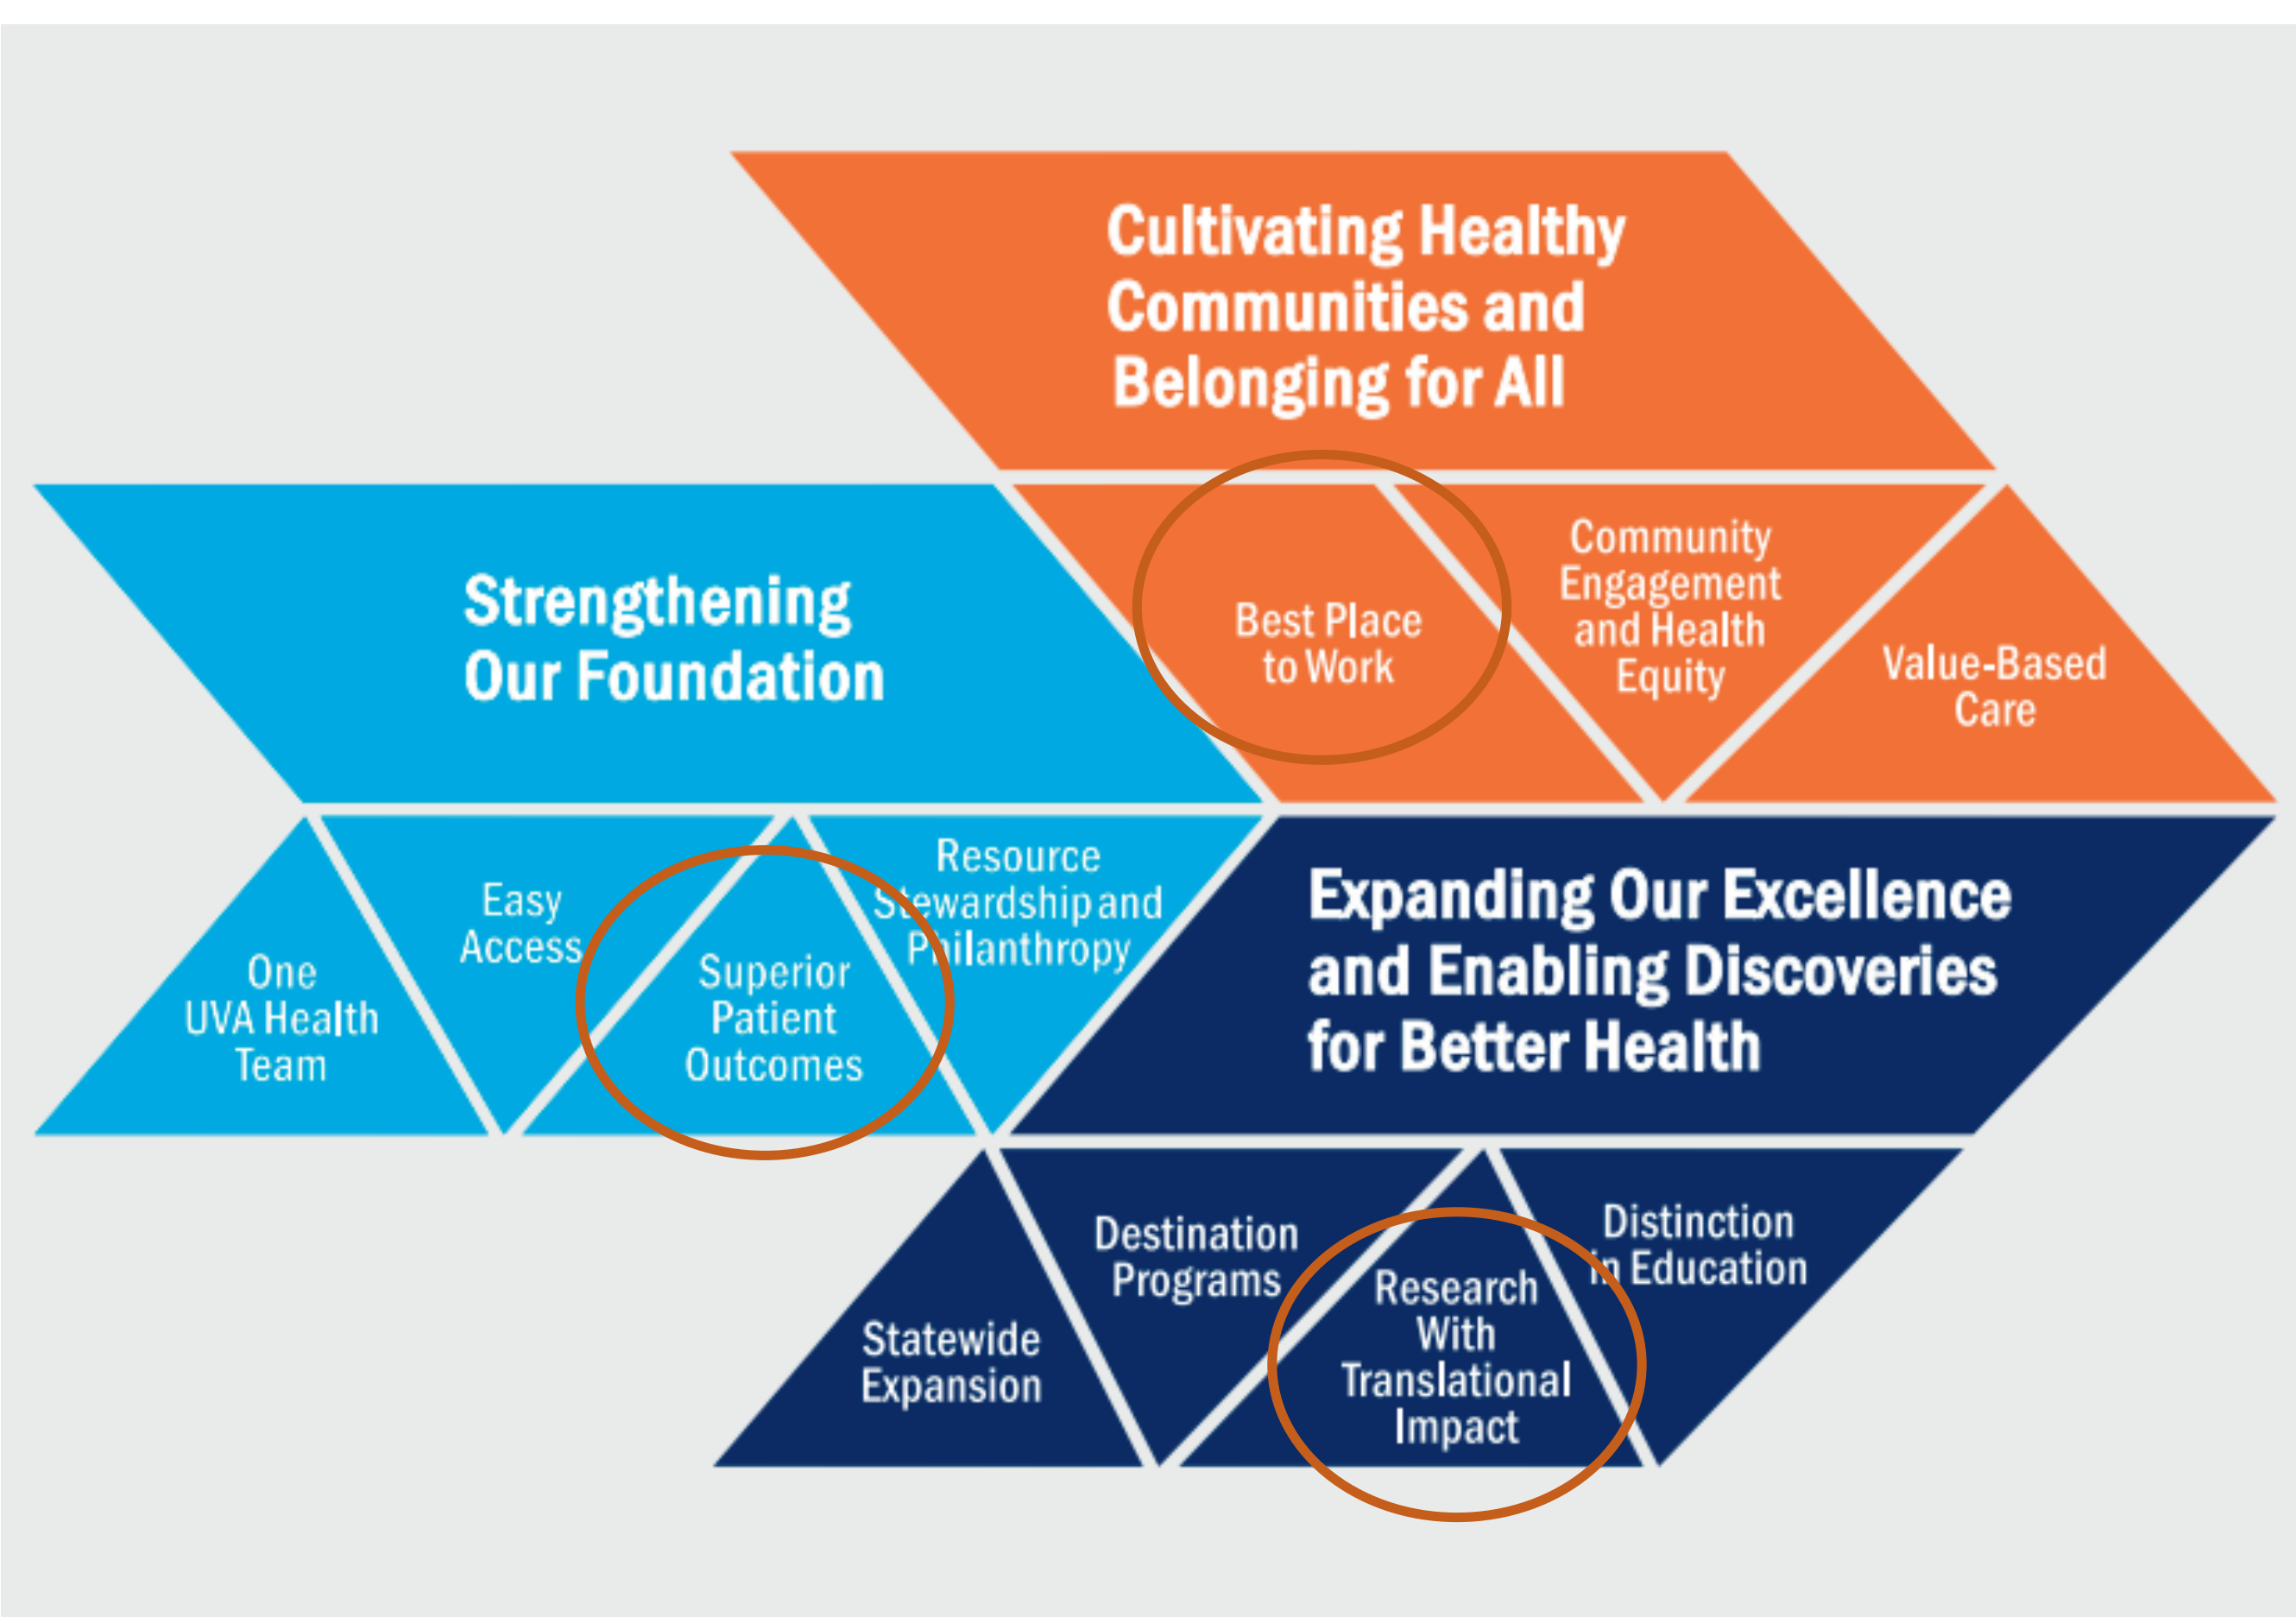 Cultivating Healthy
Communities and
Belonging for All
Strengthening
Our Foundation
Best Place
to Work
Community
Engagement
and Health
Equity
Value-Based
Care
One
UVA Health
Team
Easy
Access
Superior
Patient
Outcomes
Resource
Stewardship and
Philanthropy
Expanding Our Excellence
and Enabling Discoveries
for Better Health
Statewide
Expansion
Destination
Programs
Research
With
Translational
Impact
Distinction
in Education